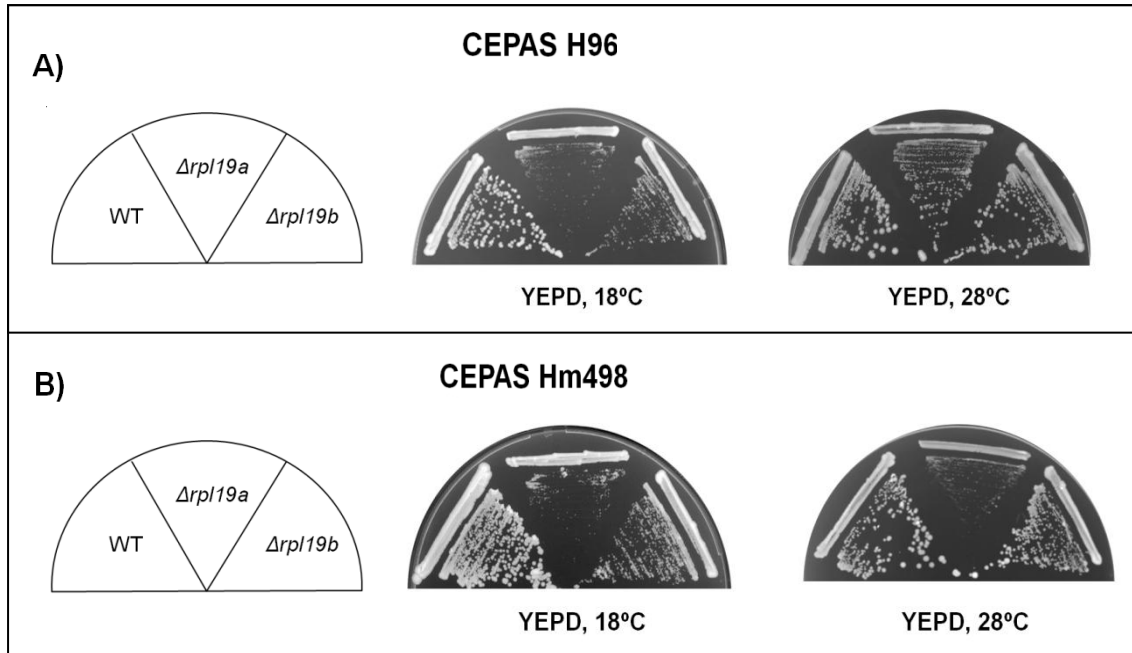 A)
CEPAS H96
WT
Δrpl19a
Δrpl19b
YEPD, 18ºC
YEPD, 28ºC
B)
CEPAS Hm498
WT
Δrpl19a
Δrpl19b
YEPD, 18ºC
YEPD, 28ºC